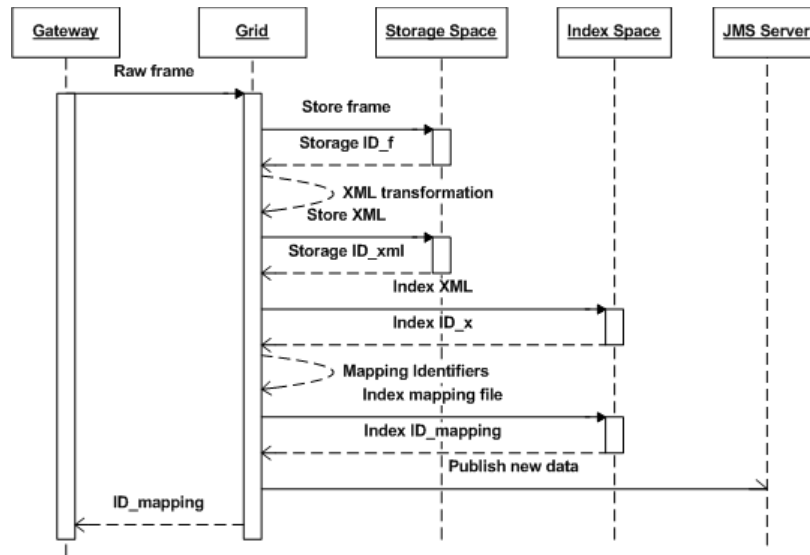 Gateway
Grid
Storage Space
Index Space
JMS Server
Raw frame
Store frame
Storage ID_f
XML transformation
Store XML
Storage ID_xml
Index XML
Index ID_x
Mapping Identifiers
Index mapping file
Index ID_mapping
Publish new data
ID_mapping